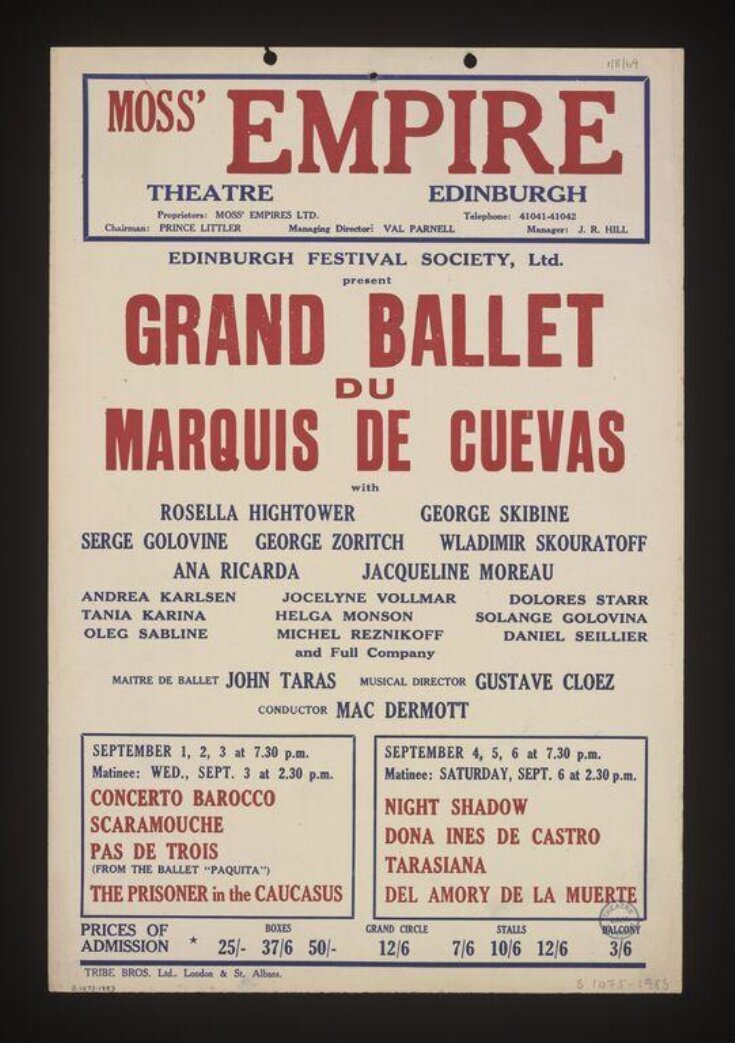 1/8/69
MOSS' EMPIRE
THEATRE EDINBURGH
Proprietors: MOSS' EMPIRES LTD. Telephone: 41041-41042
Chairman: PRINCE LITTLER Managing Director: VAL PARNELL Manager: J. R. HILL
EDINBURGH FESTIVAL SOCIETY, Ltd.
present
GRAND BALLET
DU
MARQUIS DE CUEVAS
with
ROSELLA HIGHTOWER GEORGE SKIBINE
SERGE GOLOVINE GEORGE ZORITCH WLADIMIR SKOURATOFF
ANA RICARDA JACQUELINE MOREAU
ANDREA KARLSEN JOCELYNE VOLLMAR DOLORES STARR
TANIA KARINA HELGA MONSON SOLANGE GOLOVINA
OLEG SABLINE MICHEL REZNIKOFF DANIEL SEILLIER
and Full Company
MAITRE DE BALLET JOHN TARAS MUSICAL DIRECTOR GUSTAVE CLOEZ
CONDUCTOR MAC DERMOTT
SEPTEMBER 1, 2, 3 at 7.30 p.m.
Matinee: WED., SEPT. 3 at 2.30 p.m.
CONCERTO BAROCCO
SCARAMOUCHE
PAS DE TROIS
(FROM THE BALLET "PAQUITA")
THE PRISONER in the CAUCASUS
SEPTEMBER 4, 5, 6 at 7.30 p.m.
Matinee: SATURDAY, SEPT. 6 at 2.30 p.m.
NIGHT SHADOW
DONA INES DE CASTRO
TARASIANA
DEL AMORY DE LA MUERTE
PRICES OF ADMISSION ★ BOXES 25/- 37/6 50/- GRAND CIRCLE 12/6 STALLS 7/6 10/6 12/6 BALCONY 3/6
TRIBE BROS. Ltd., London & St. Albans.
S.1075-1983
S 1075-1983